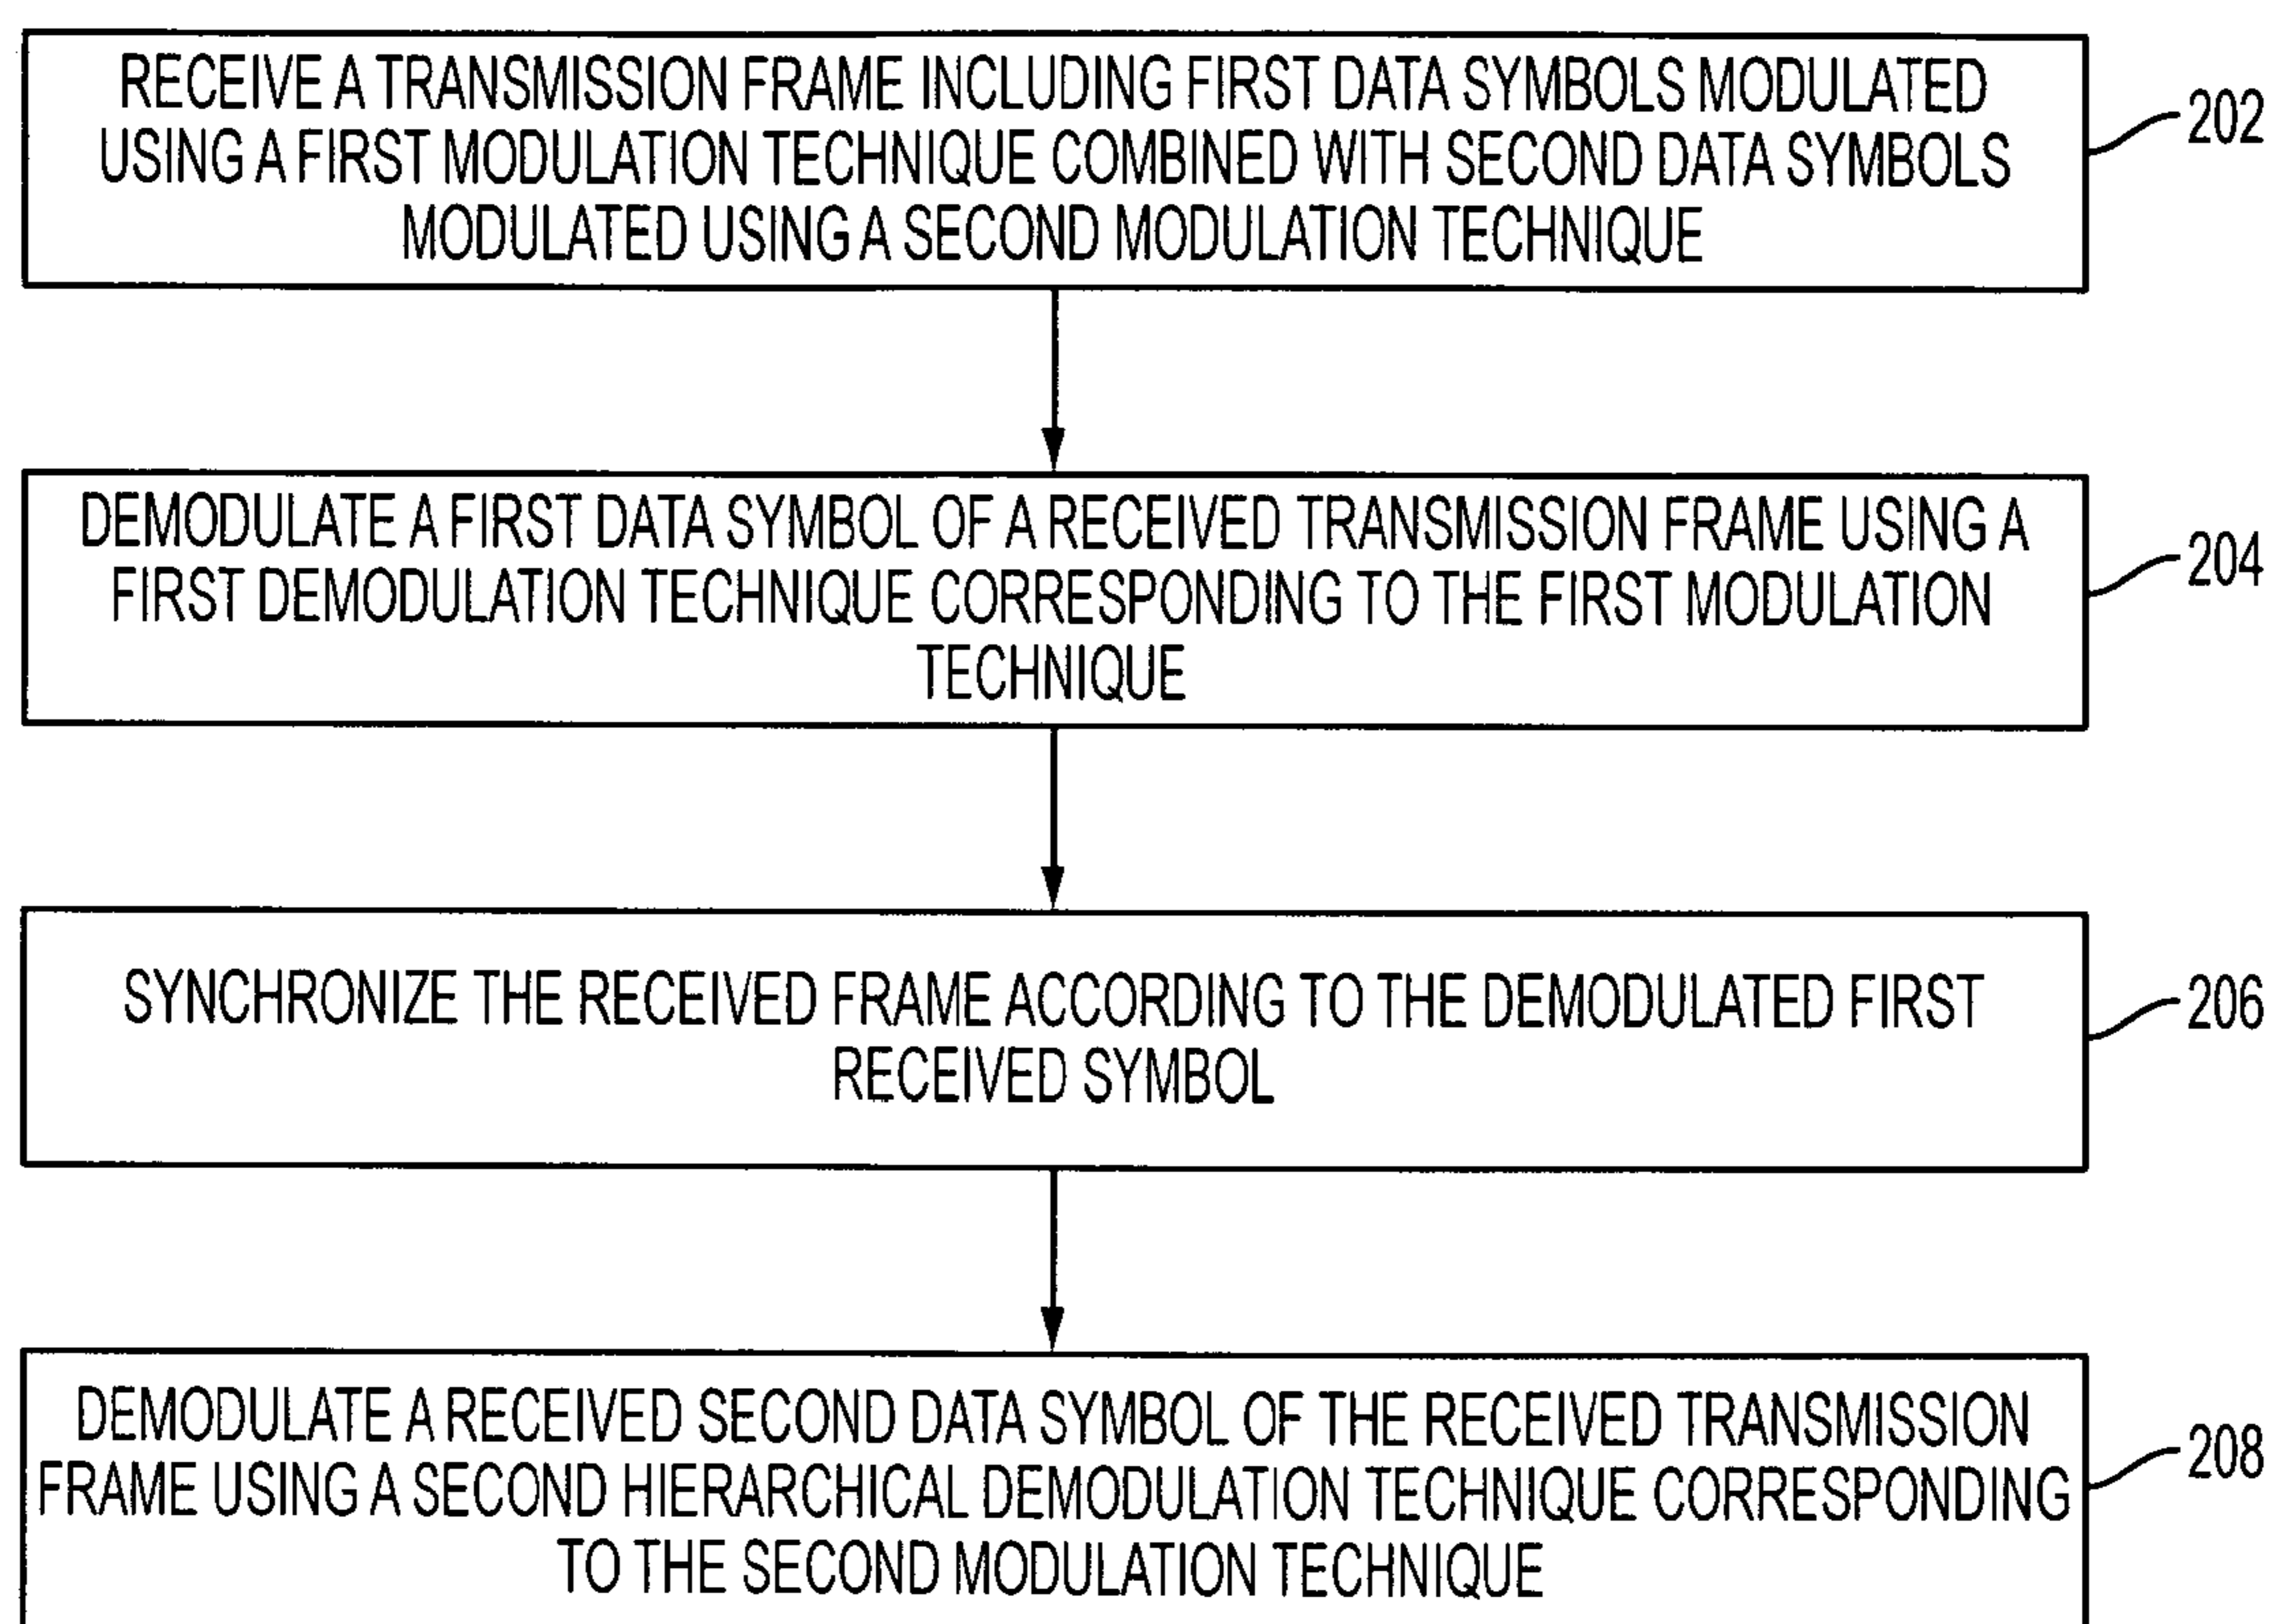 RECEIVE A TRANSMISSION FRAME INCLUDING FIRST DATA SYMBOLS MODULATED
USING A FIRST MODULATION TECHNIQUE COMBINED WITH SECOND DATA SYMBOLS
MODULATED USING A SECOND MODULATION TECHNIQUE
202
DEMODULATE A FIRST DATA SYMBOL OF A RECEIVED TRANSMISSION FRAME USING A
FIRST DEMODULATION TECHNIQUE CORRESPONDING TO THE FIRST MODULATION
TECHNIQUE
204
SYNCHRONIZE THE RECEIVED FRAME ACCORDING TO THE DEMODULATED FIRST
RECEIVED SYMBOL
206
DEMODULATE A RECEIVED SECOND DATA SYMBOL OF THE RECEIVED TRANSMISSION
FRAME USING A SECOND HIERARCHICAL DEMODULATION TECHNIQUE CORRESPONDING
TO THE SECOND MODULATION TECHNIQUE
208